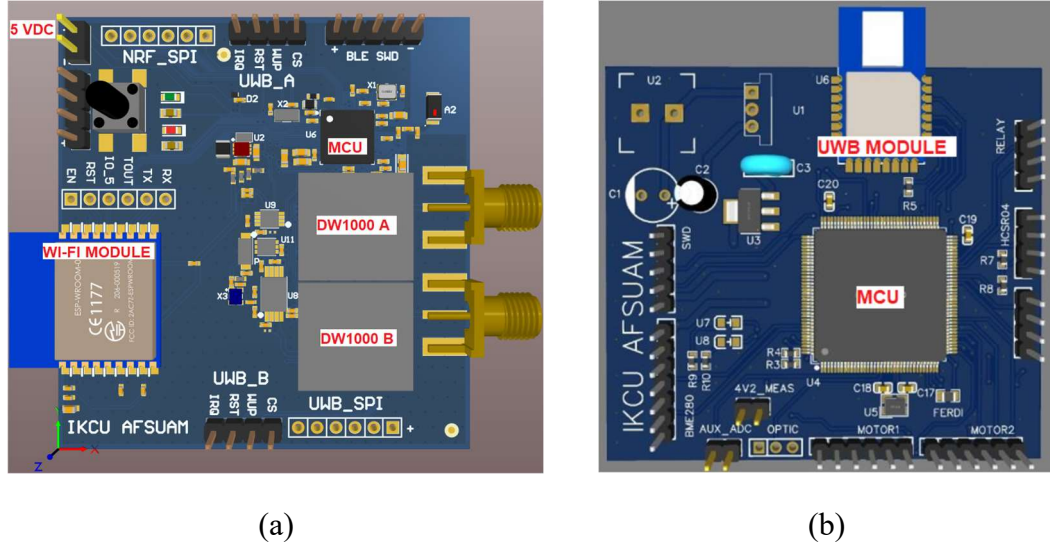 5 VDC
NRF_SPI
IRQ
RST
WUP
CS
UWB_A
+ BLE SWD -
D2
X2
X1
A2
U6
MCU
U2
EN
RST
IO_5
TOUT
TX
RX
WI-FI MODULE
ESP-WROOM-0
CE1177
U9
U11
P
X3
U8
DW1000 A
DW1000 B
UWB_B
IRQ
RST
WUP
CS
UWB_SPI
+
IKCU AFSUAM
Z
X
(a)
U2
U1
U6
UWB MODULE
RELAY
C1
+
C2
C3
C20
R5
U3
SWD
C19
HCSR04
R7
R8
MCU
IKCU AFSUAM
U7
U8
R4
R3
R9
R10
U4
BME280
4V2_MEAS
C18
C17
U5
FERDI
AUX_ADC
OPTIC
MOTOR1
MOTOR2
(b)